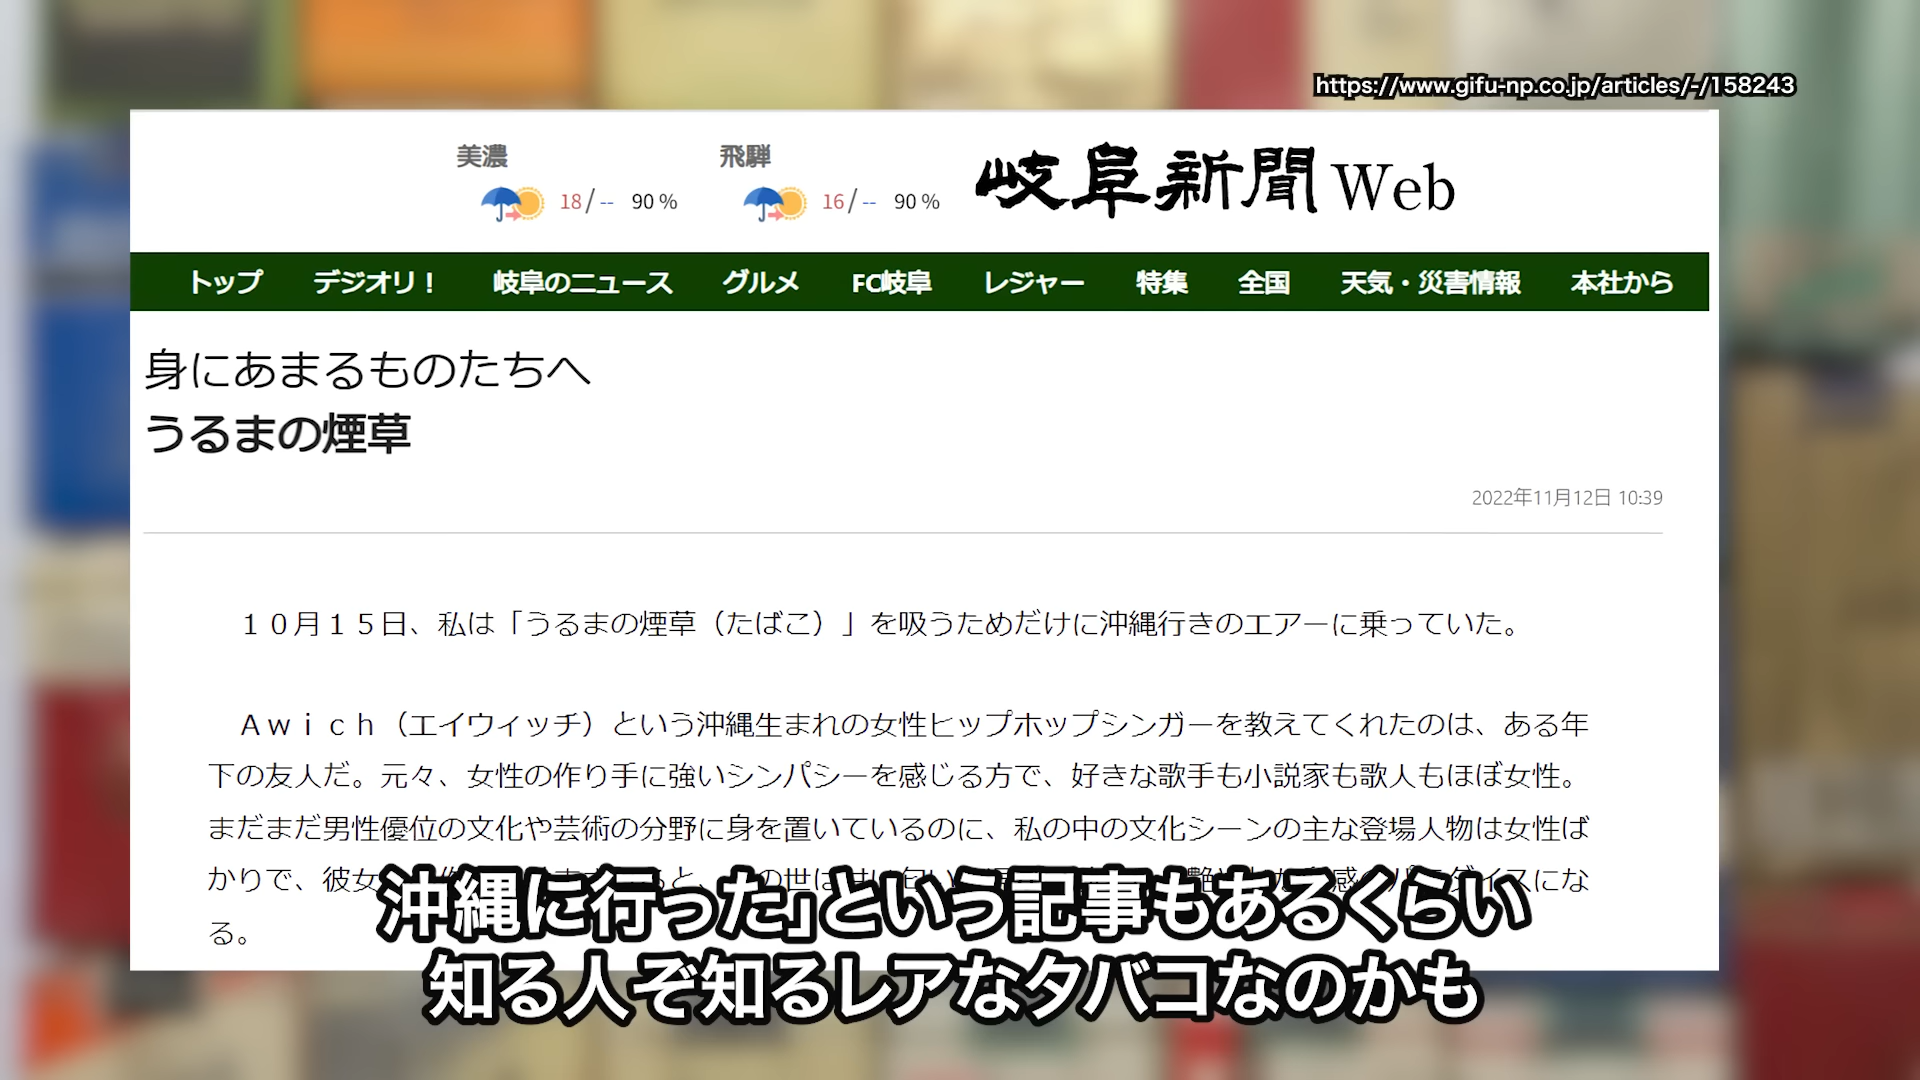 https://www.gifu-np.co.jp/articles/-/158243
美濃
18/-- 90％
飛騨
16/-- 90％
岐阜新聞 Web
トップ デジオリ！ 岐阜のニュース グルメ FC岐阜 レジャー 特集 全国 天気・災害情報 本社から
身にあまるものたちへ
うるまの煙草
2022年11月12日 10:39
１０月１５日、私は「うるまの煙草（たばこ）」を吸うためだけに沖縄行きのエアーに乗っていた。
Ａｗｉｃｈ（エイウィッチ）という沖縄生まれの女性ヒップホップシンガーを教えてくれたのは、ある年
下の友人だ。元々、女性の作り手に強いシンパシーを感じる方で、好きな歌手も小説家も歌人もほぼ女性。
まだまだ男性優位の文化や芸術の分野に身を置いているのに、私の中の文化シーンの主な登場人物は女性ば
かりで、彼女
る。
沖縄に行った」という記事もあるくらい
知る人ぞ知るレアなタバコなのかも